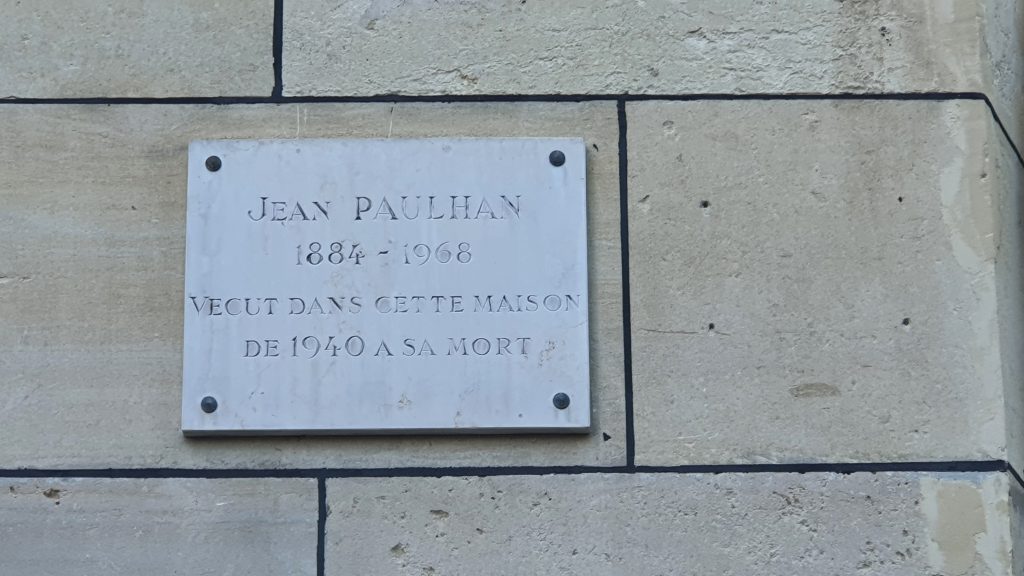 JEAN PAULHAN
1884 - 1968
VECUT DANS CETTE MAISON
DE 1940 A SA MORT